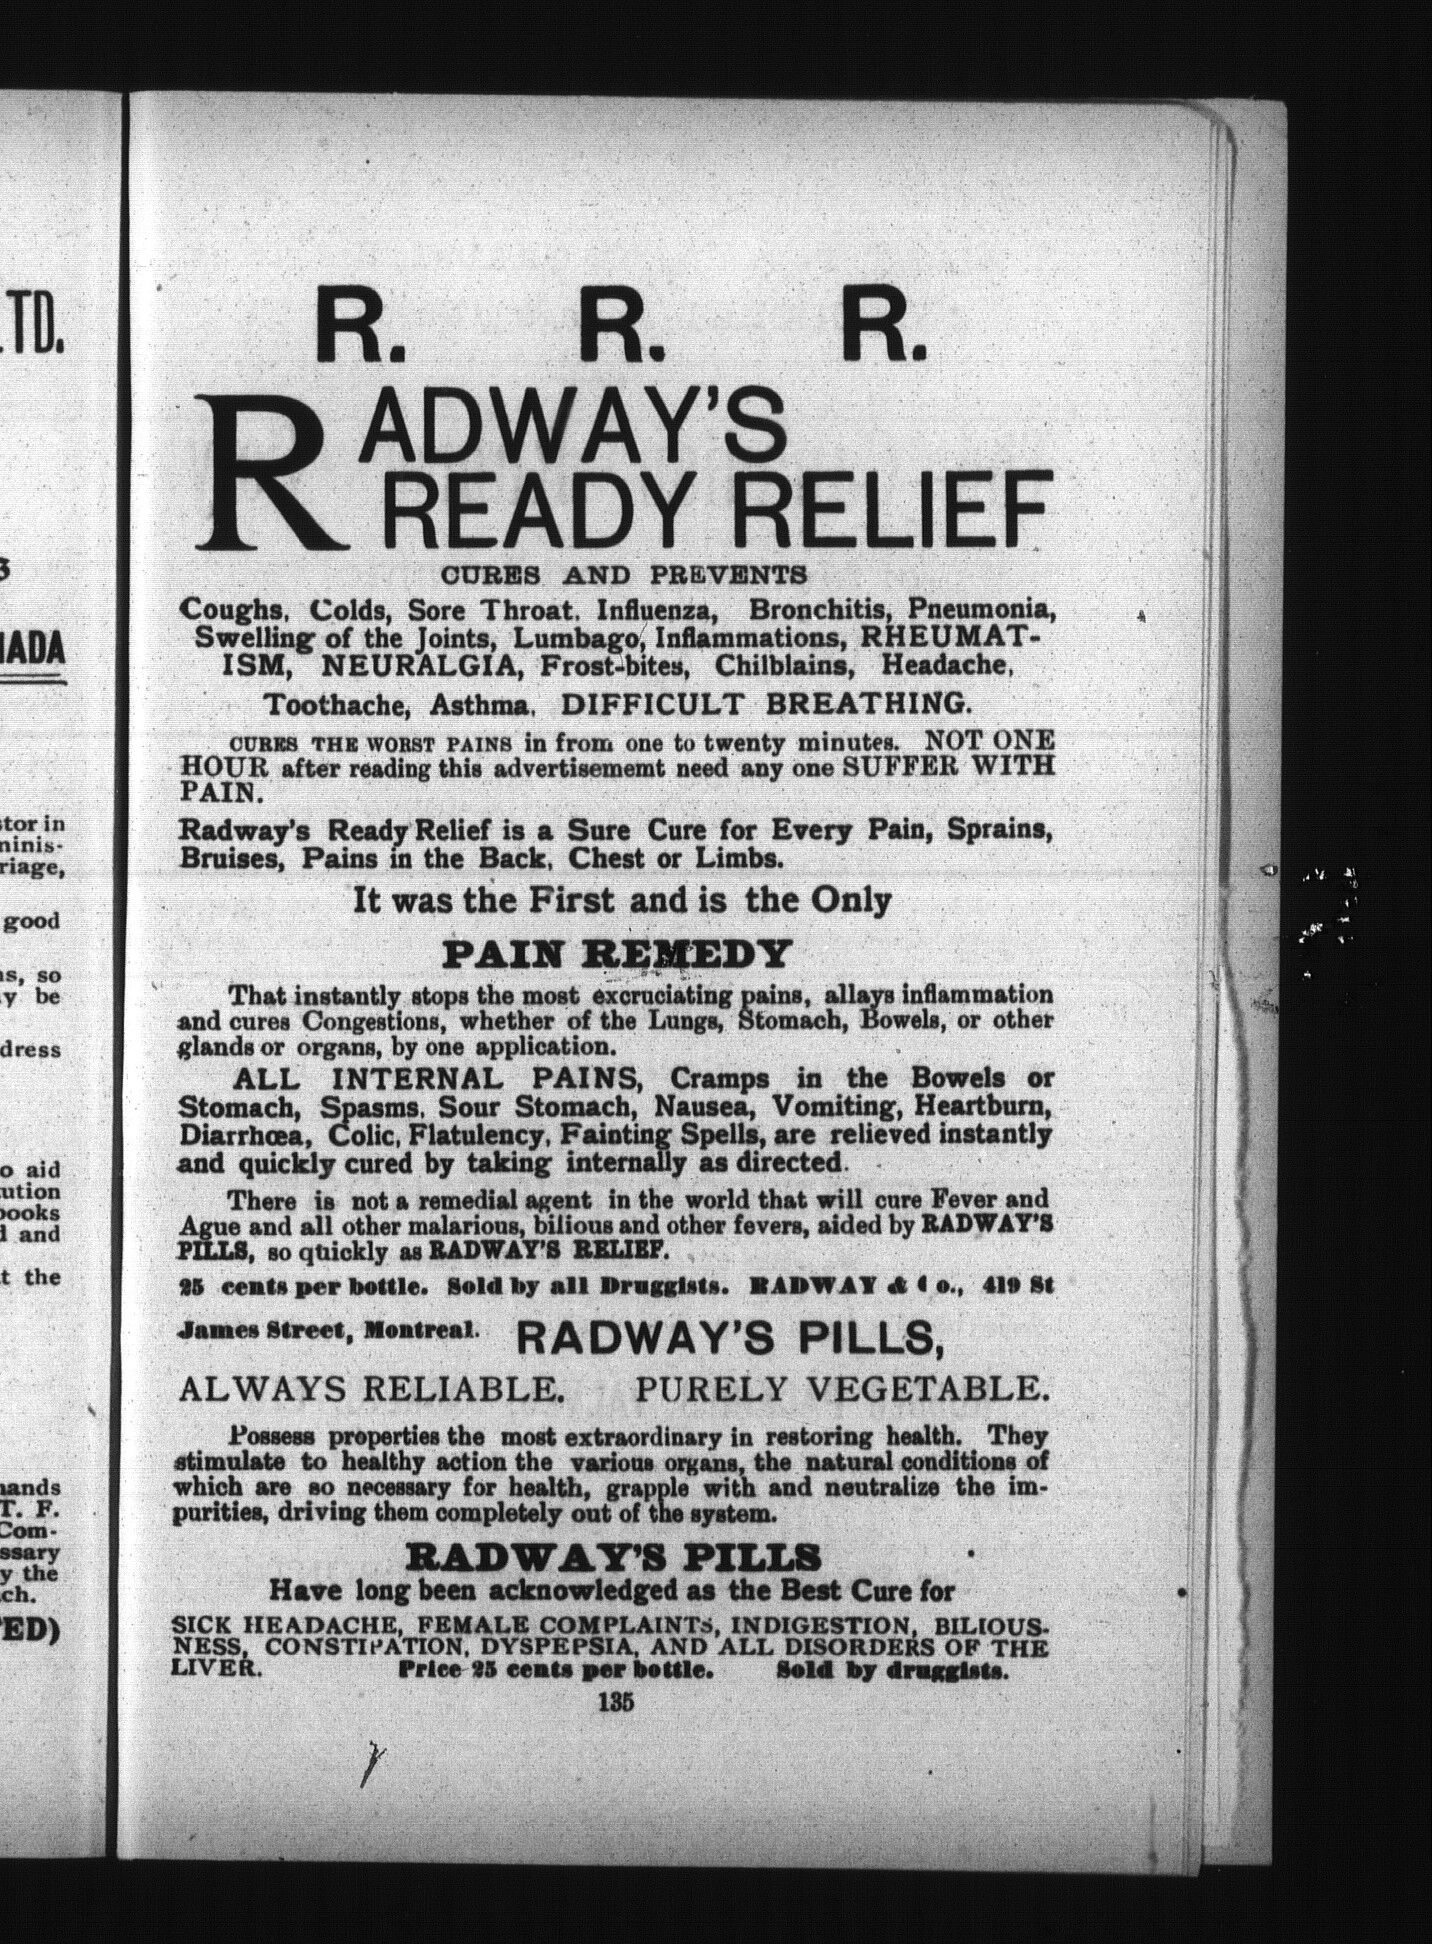 LTD.
3
NADA
stor in
minis-
riage,
good
ns, so
y be
dress
o aid
tution
books
d and
t the
hands
T. F.
Com-
ssary
y the
ch.
TED)
R. R. R.
RADWAY'S
READY RELIEF
CURES AND PREVENTS
Coughs, Colds, Sore Throat, Influenza, Bronchitis, Pneumonia,
Swelling of the Joints, Lumbago, Inflammations, RHEUMAT-
ISM, NEURALGIA, Frost-bites, Chilblains, Headache,
Toothache, Asthma, DIFFICULT BREATHING.
CURES THE WORST PAINS in from one to twenty minutes. NOT ONE
HOUR after reading this advertisememt need any one SUFFER WITH
PAIN.
Radway's Ready Relief is a Sure Cure for Every Pain, Sprains,
Bruises, Pains in the Back, Chest or Limbs.
It was the First and is the Only
PAIN REMEDY
That instantly stops the most excruciating pains, allays inflammation
and cures Congestions, whether of the Lungs, Stomach, Bowels, or other
glands or organs, by one application.
ALL INTERNAL PAINS, Cramps in the Bowels or
Stomach, Spasms, Sour Stomach, Nausea, Vomiting, Heartburn,
Diarrhœa, Colic, Flatulency, Fainting Spells, are relieved instantly
and quickly cured by taking internally as directed.
There is not a remedial agent in the world that will cure Fever and
Ague and all other malarious, bilious and other fevers, aided by RADWAY'S
PILLS, so quickly as RADWAY'S RELIEF.
25 cents per bottle. Sold by all Druggists. RADWAY & Co., 419 St
James Street, Montreal. RADWAY'S PILLS,
ALWAYS RELIABLE. PURELY VEGETABLE.
Possess properties the most extraordinary in restoring health. They
stimulate to healthy action the various organs, the natural conditions of
which are so necessary for health, grapple with and neutralize the im-
purities, driving them completely out of the system.
RADWAY'S PILLS
Have long been acknowledged as the Best Cure for
SICK HEADACHE, FEMALE COMPLAINTS, INDIGESTION, BILIOUS-
NESS, CONSTIPATION, DYSPEPSIA, AND ALL DISORDERS OF THE
LIVER. Price 25 cents per bottle. Sold by druggists.
135